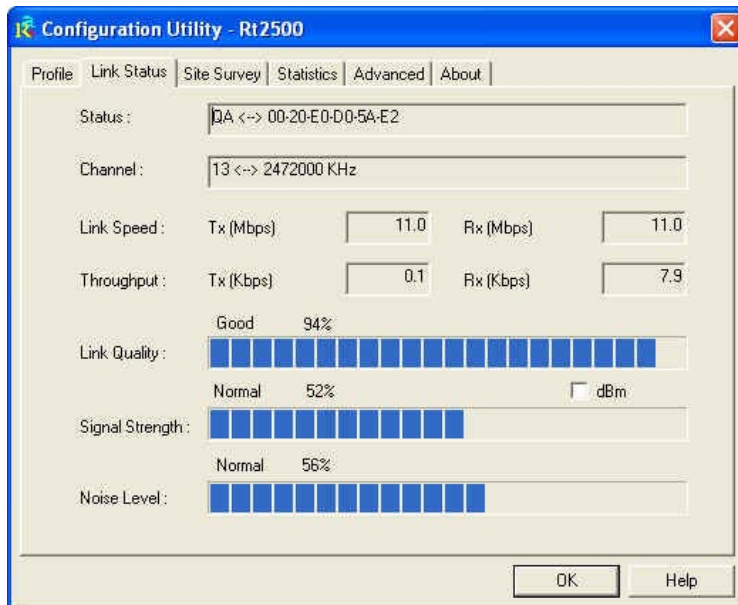 Configuration Utility - Rt2500
Profile Link Status Site Survey Statistics Advanced About
Status : QA <--> 00-20-E0-D0-5A-E2
Channel : 13 <--> 2472000 KHz
Link Speed : Tx (Mbps) 11.0 Rx (Mbps) 11.0
Throughput : Tx (Kbps) 0.1 Rx (Kbps) 7.9
Good 94%
Link Quality :
Normal 52% dBm
Signal Strength :
Normal 56%
Noise Level :
OK Help